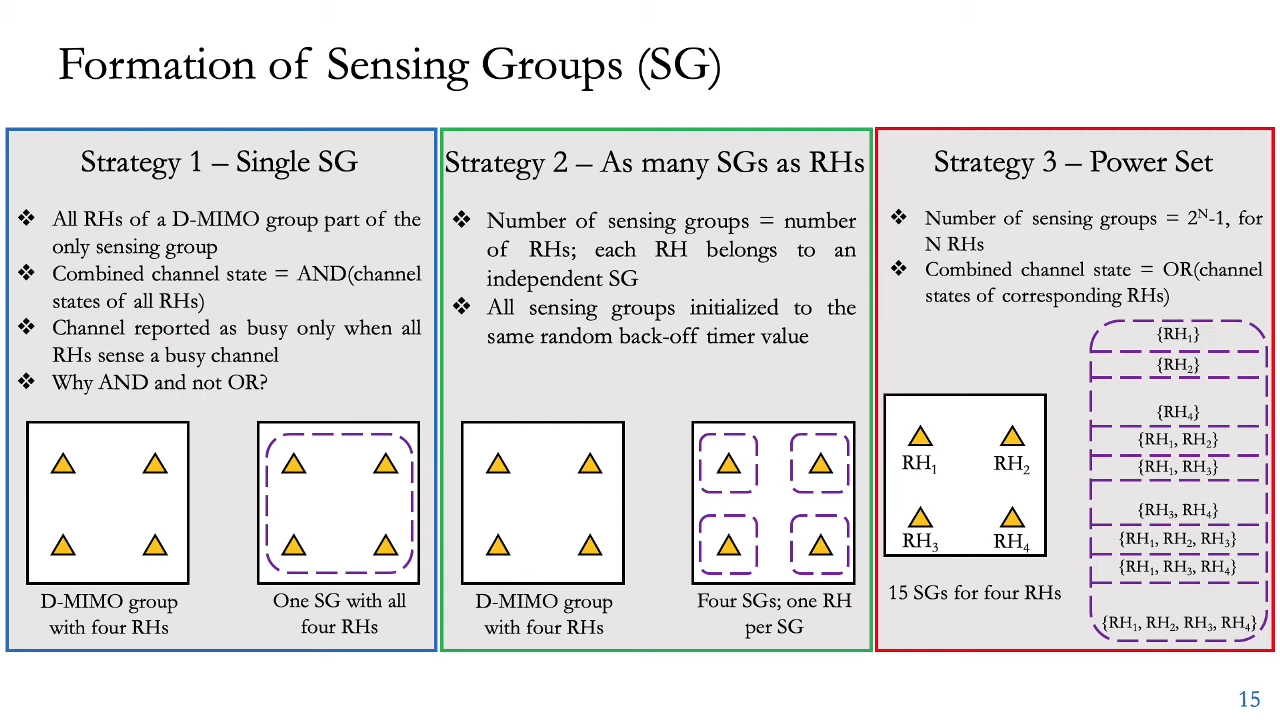 Formation of Sensing Groups (SG)
Strategy 1 – Single SG
❖ All RHs of a D-MIMO group part of the
only sensing group
❖ Combined channel state = AND(channel
states of all RHs)
❖ Channel reported as busy only when all
RHs sense a busy channel
❖ Why AND and not OR?
D-MIMO group
with four RHs
One SG with all
four RHs
Strategy 2 – As many SGs as RHs
❖ Number of sensing groups = number
of RHs; each RH belongs to an
independent SG
❖ All sensing groups initialized to the
same random back-off timer value
D-MIMO group
with four RHs
Four SGs; one RH
per SG
Strategy 3 – Power Set
❖ Number of sensing groups = 2ᴺ-1, for
N RHs
❖ Combined channel state = OR(channel
states of corresponding RHs)
RH₁ RH₂
RH₃ RH₄
15 SGs for four RHs
{RH₁}
{RH₂}
{RH₄}
{RH₁, RH₂}
{RH₁, RH₃}
{RH₃, RH₄}
{RH₁, RH₂, RH₃}
{RH₁, RH₃, RH₄}
{RH₁, RH₂, RH₃, RH₄}
15